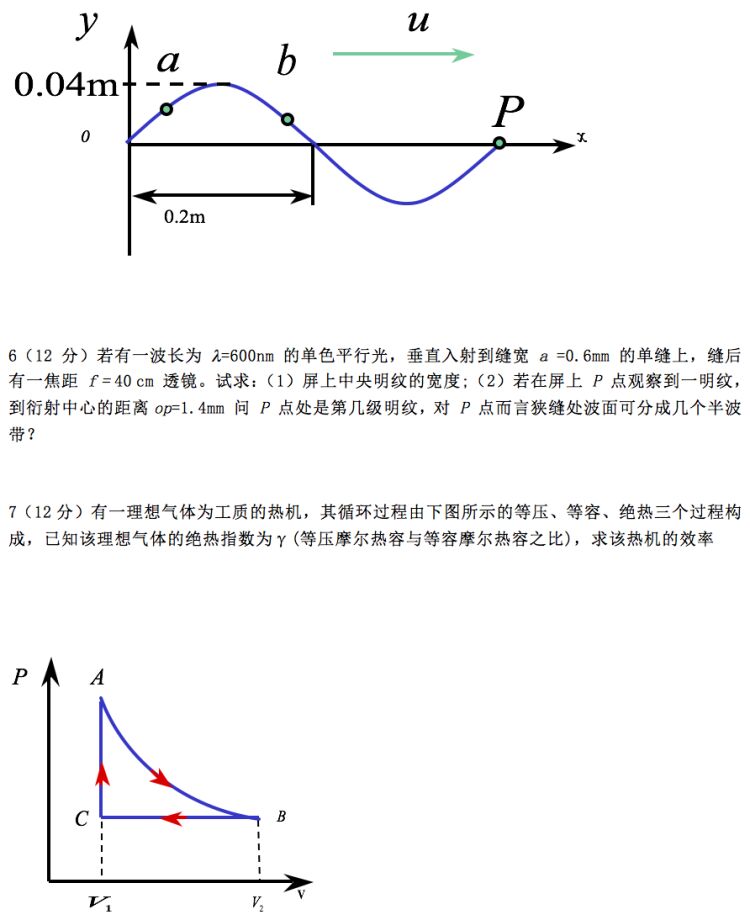 y
u
a
b
0.04m
P
0
x
0.2m
6（12 分）若有一波长为 λ=600nm 的单色平行光，垂直入射到缝宽 a =0.6mm 的单缝上，缝后
有一焦距 f = 40 cm 透镜。试求：（1）屏上中央明纹的宽度；（2）若在屏上 P 点观察到一明纹，
到衍射中心的距离 op=1.4mm 问 P 点处是第几级明纹，对 P 点而言狭缝处波面可分成几个半波
带？
7（12分）有一理想气体为工质的热机，其循环过程由下图所示的等压、等容、绝热三个过程构
成，已知该理想气体的绝热指数为γ(等压摩尔热容与等容摩尔热容之比)，求该热机的效率
P
A
C
B
V₁
V₂
V